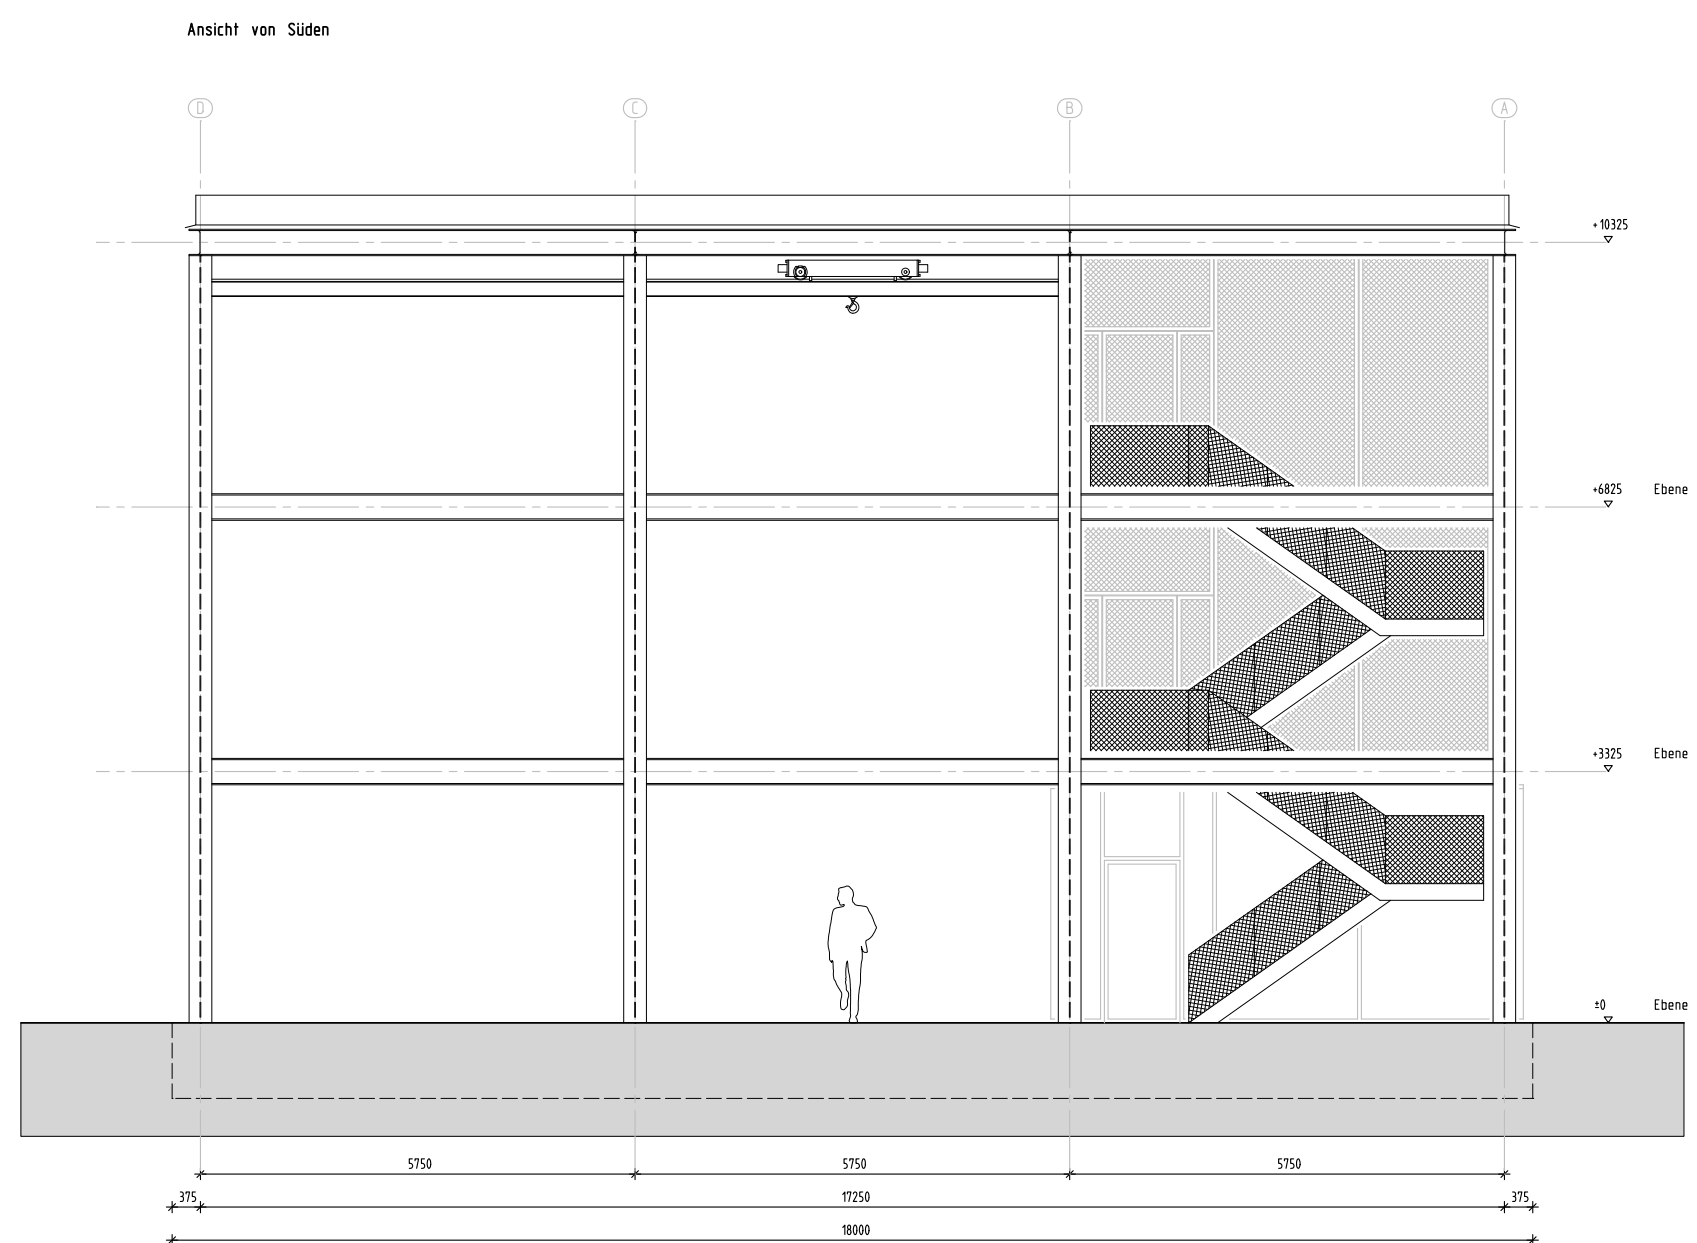 Ansicht von Süden
D C B A
+10325
+6825 Ebene
+3325 Ebene
±0 Ebene
5750 5750 5750
375 17250 375
18000